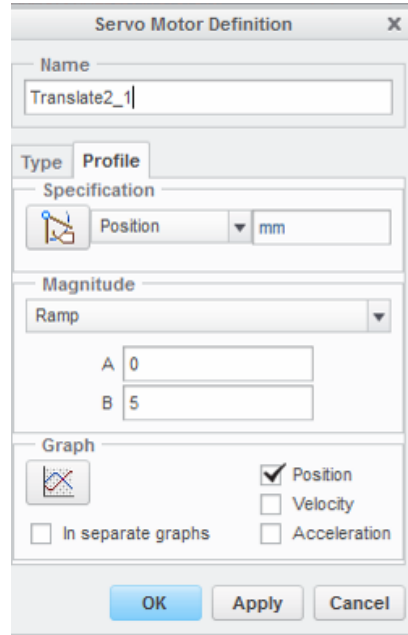 Servo Motor Definition X
Name
Translate2_1
Type Profile
Specification
Position mm
Magnitude
Ramp
A 0
B 5
Graph
Position
Velocity
In separate graphs Acceleration
OK Apply Cancel